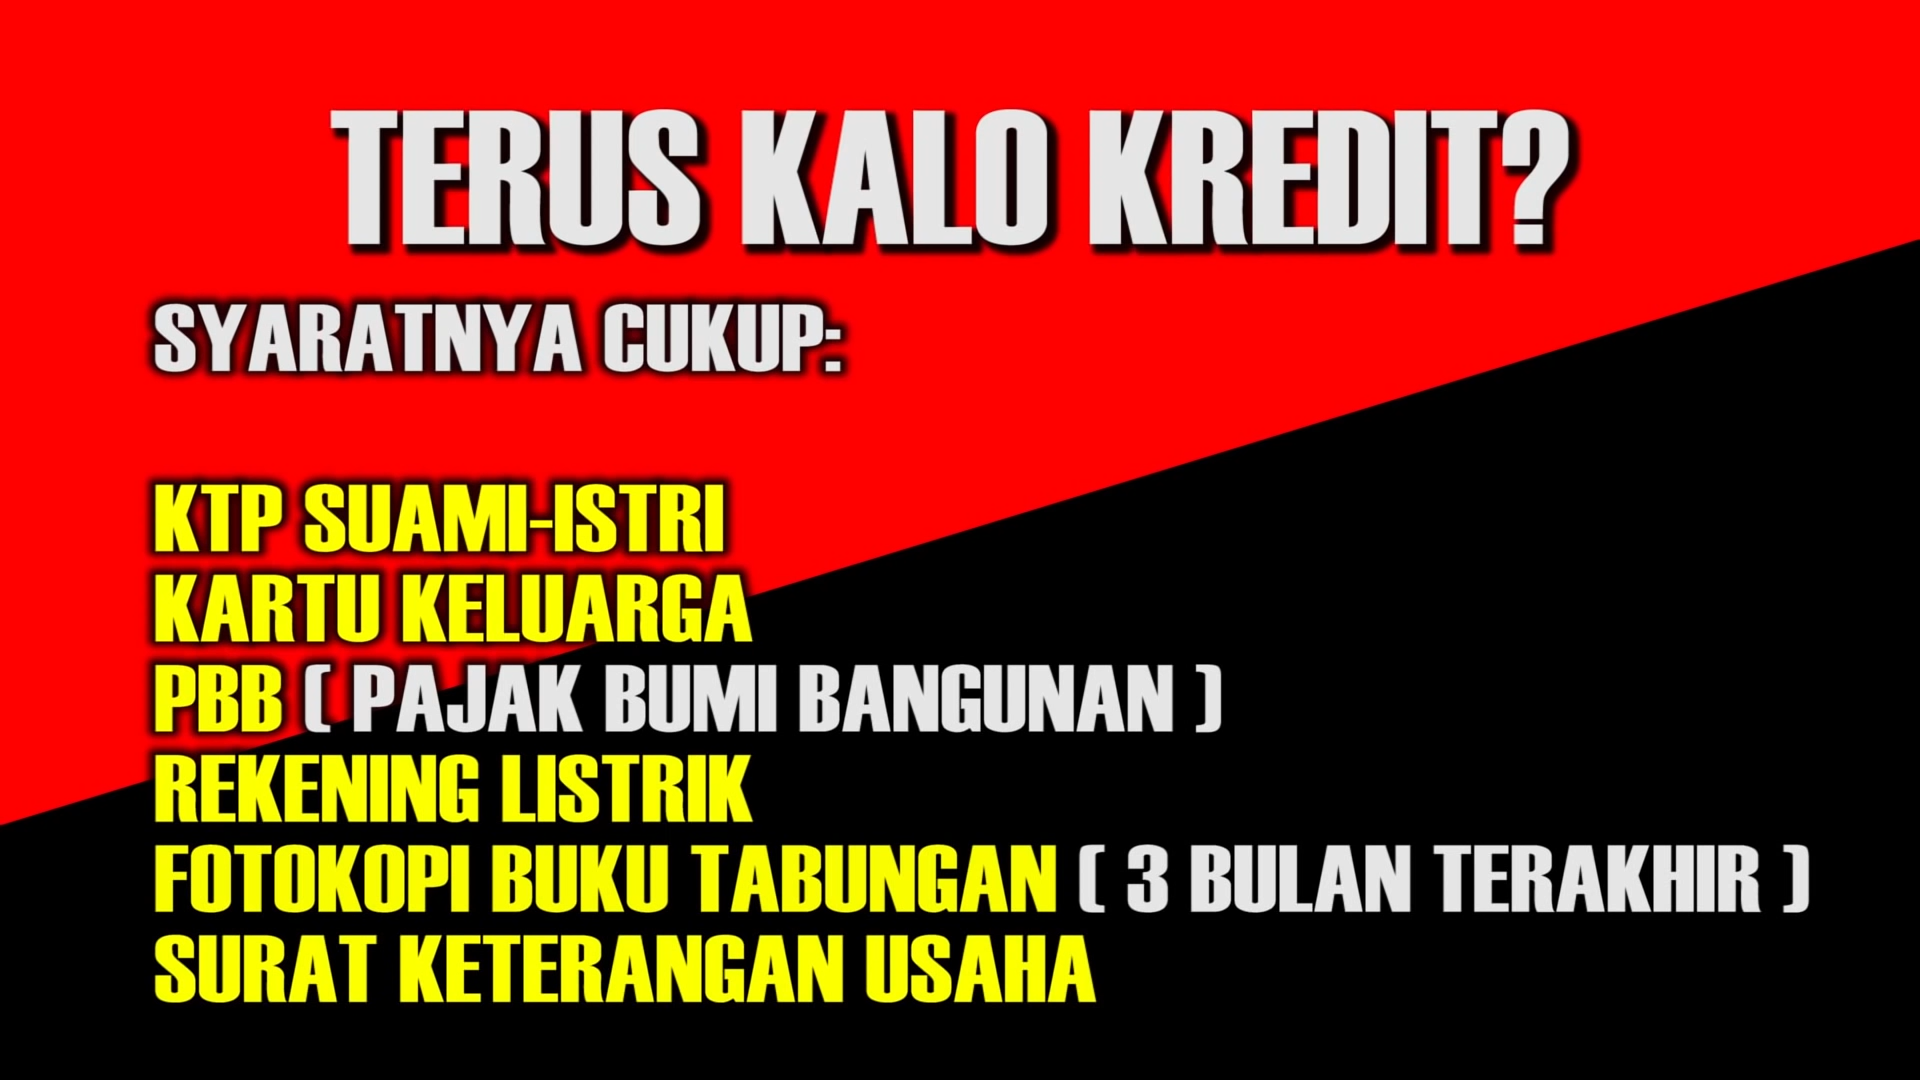 TERUS KALO KREDIT?
SYARATNYA CUKUP:
KTP SUAMI-ISTRI
KARTU KELUARGA
PBB ( PAJAK BUMI BANGUNAN )
REKENING LISTRIK
FOTOKOPI BUKU TABUNGAN ( 3 BULAN TERAKHIR )
SURAT KETERANGAN USAHA